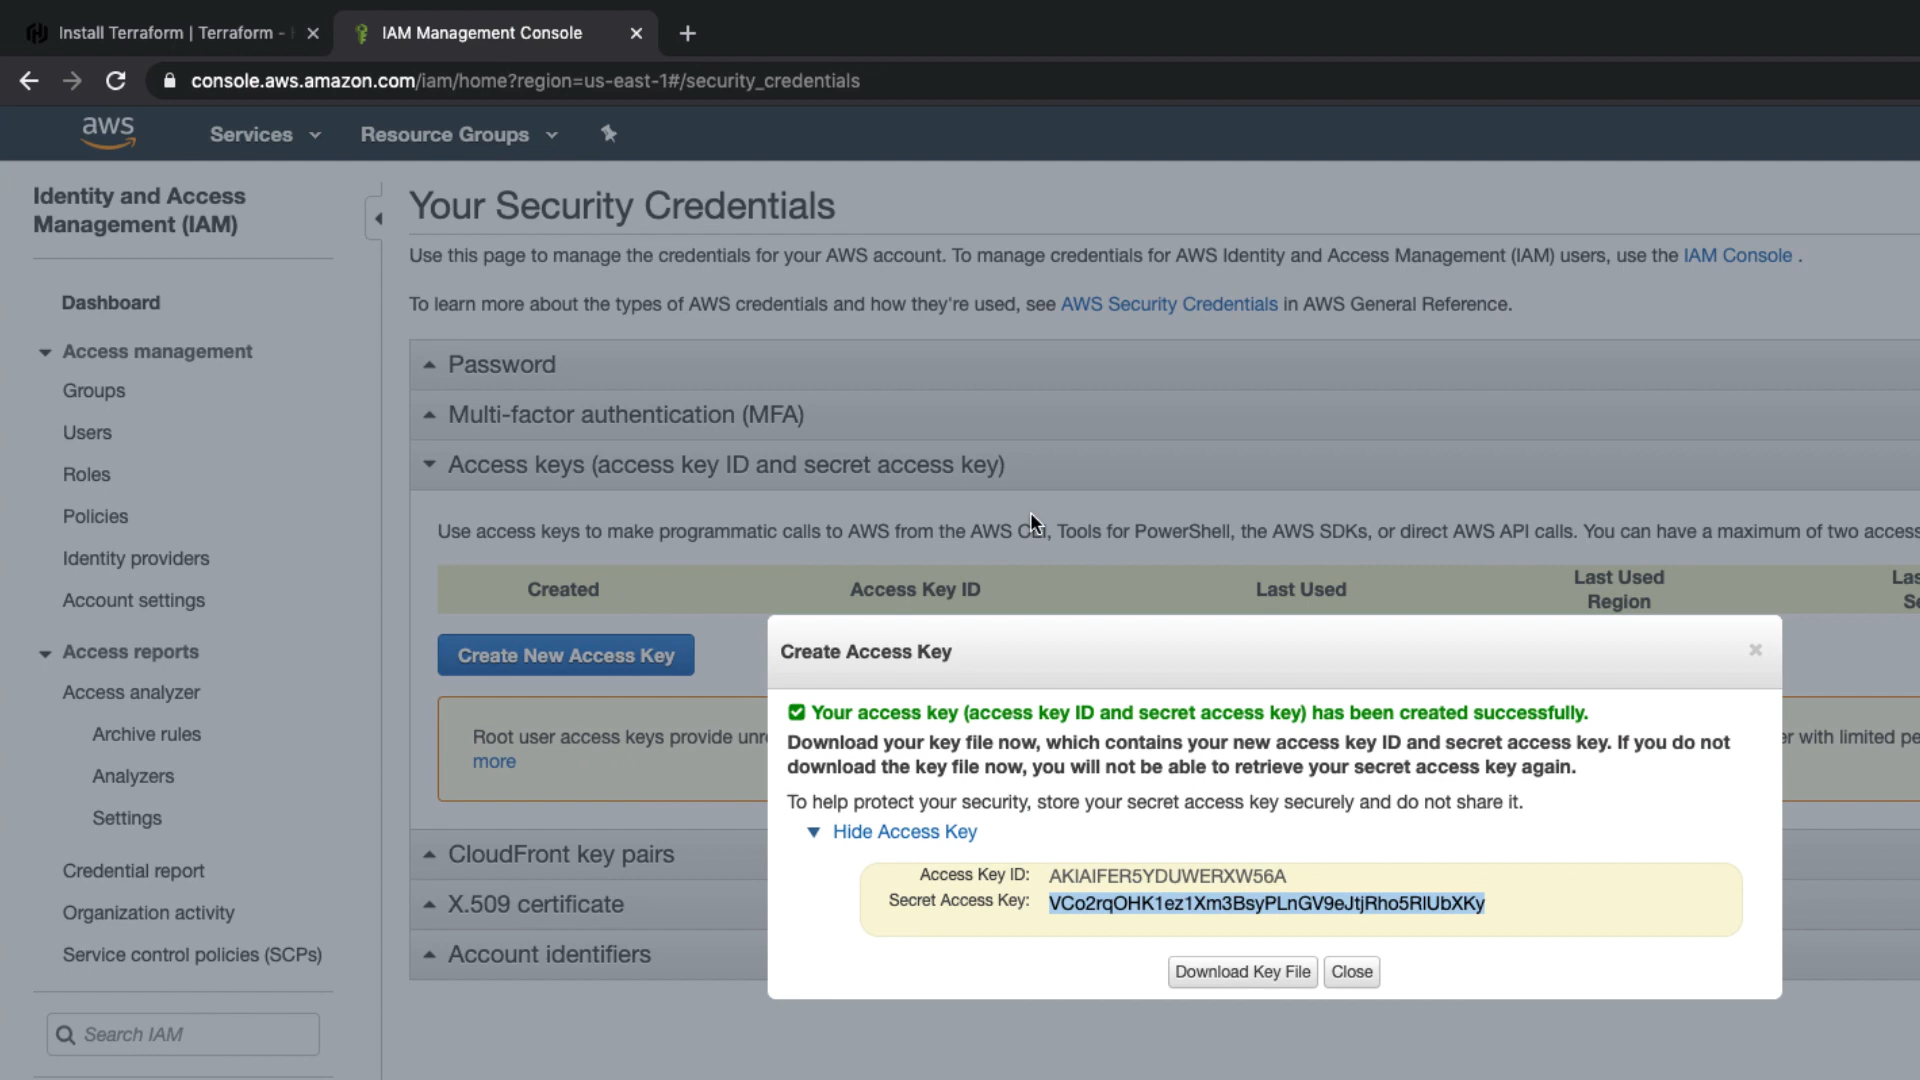 Install Terraform | Terraform -
IAM Management Console
console.aws.amazon.com/iam/home?region=us-east-1#/security_credentials
aws
Services
Resource Groups
Identity and Access
Management (IAM)
Dashboard
Access management
Groups
Users
Roles
Policies
Identity providers
Account settings
Access reports
Access analyzer
Archive rules
Analyzers
Settings
Credential report
Organization activity
Service control policies (SCPs)
Search IAM
Your Security Credentials
Use this page to manage the credentials for your AWS account. To manage credentials for AWS Identity and Access Management (IAM) users, use the IAM Console .
To learn more about the types of AWS credentials and how they're used, see AWS Security Credentials in AWS General Reference.
Password
Multi-factor authentication (MFA)
Access keys (access key ID and secret access key)
Use access keys to make programmatic calls to AWS from the AWS CLI, Tools for PowerShell, the AWS SDKs, or direct AWS API calls. You can have a maximum of two access
Created
Access Key ID
Last Used
Last Used
Region
Create New Access Key
Root user access keys provide
more
with limited
CloudFront key pairs
X.509 certificate
Account identifiers
Create Access Key
Your access key (access key ID and secret access key) has been created successfully.
Download your key file now, which contains your new access key ID and secret access key. If you do not
download the key file now, you will not be able to retrieve your secret access key again.
To help protect your security, store your secret access key securely and do not share it.
Hide Access Key
Access Key ID: AKIAIFER5YDUWERXW56A
Secret Access Key: VCo2rqOHK1ez1Xm3BsyPLnGV9eJtjRho5RlUbXKy
Download Key File
Close